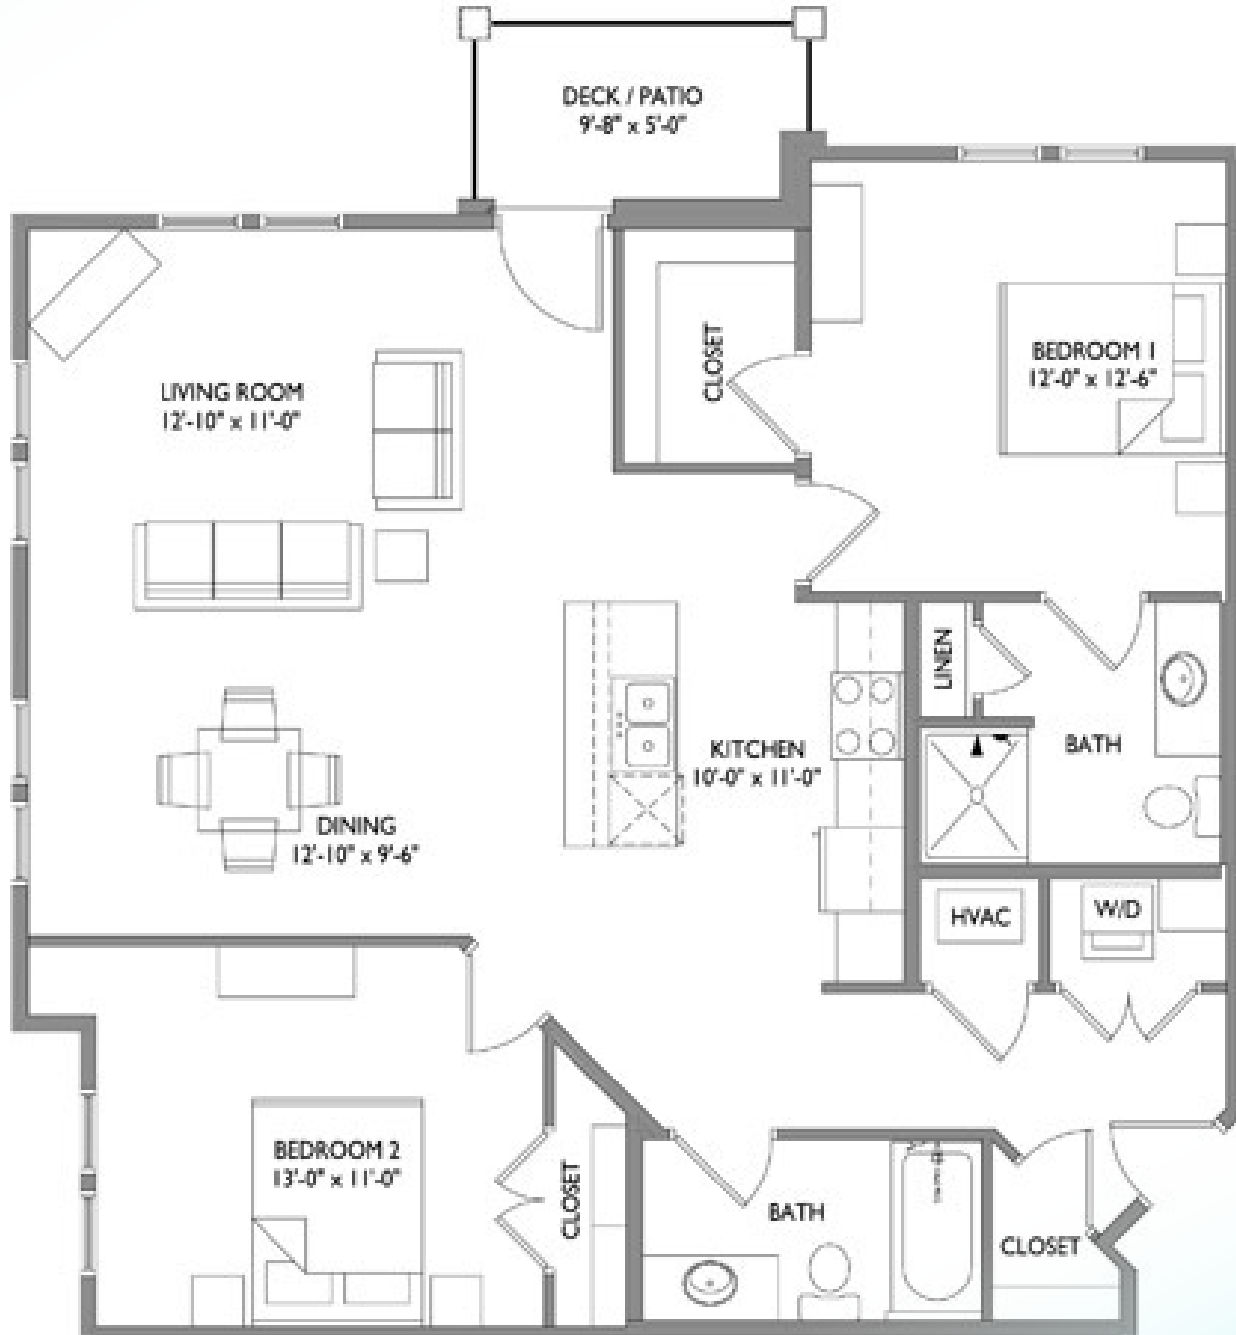 DECK / PATIO
9'-8" x 5'-0"
LIVING ROOM
12'-10" x 11'-0"
CLOSET
BEDROOM 1
12'-0" x 12'-6"
LINEN
BATH
KITCHEN
10'-0" x 11'-0"
DINING
12'-10" x 9'-6"
HVAC
W/D
BEDROOM 2
13'-0" x 11'-0"
CLOSET
BATH
CLOSET